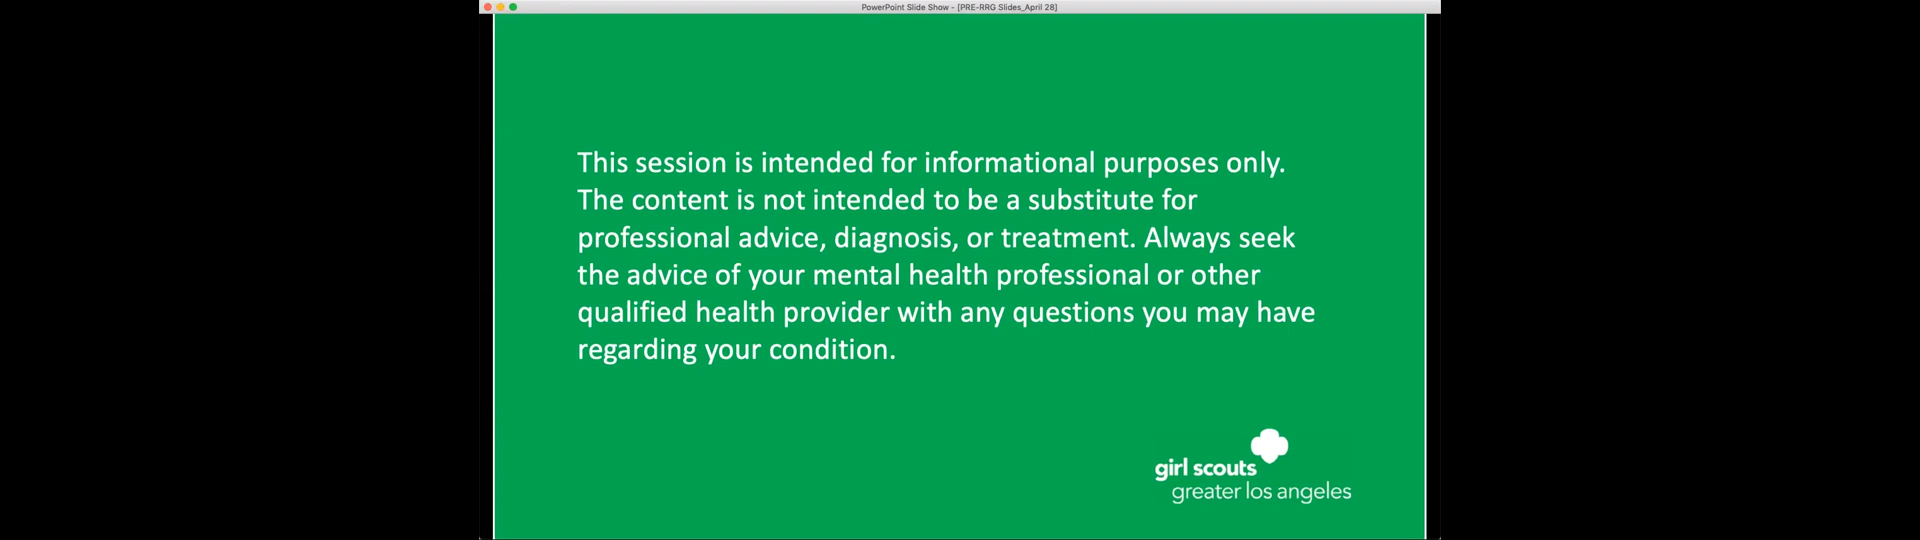 PowerPoint Slide Show - [PRE-RRG Slides_April 28]
This session is intended for informational purposes only.
The content is not intended to be a substitute for
professional advice, diagnosis, or treatment. Always seek
the advice of your mental health professional or other
qualified health provider with any questions you may have
regarding your condition.
girl scouts
greater los angeles